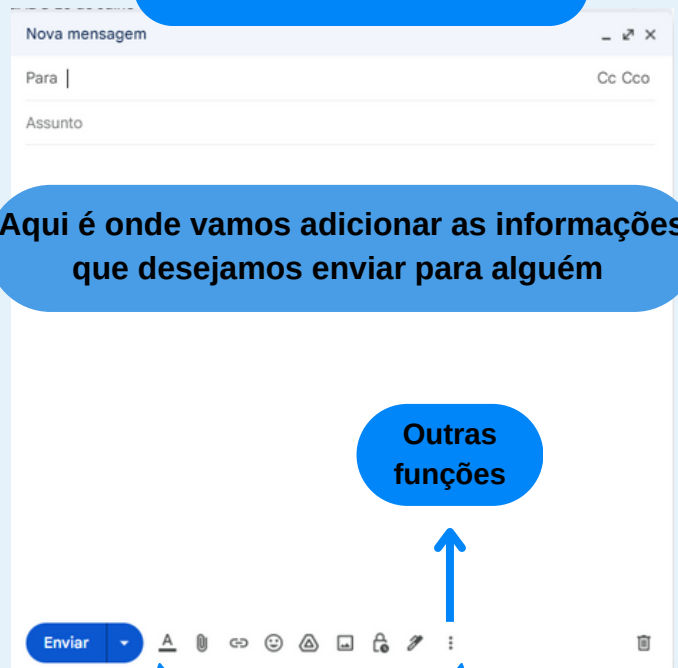 Nova mensagem
Para
Cc Cco
Assunto
Aqui é onde vamos adicionar as informações
que desejamos enviar para alguém
Outras
funções
Enviar